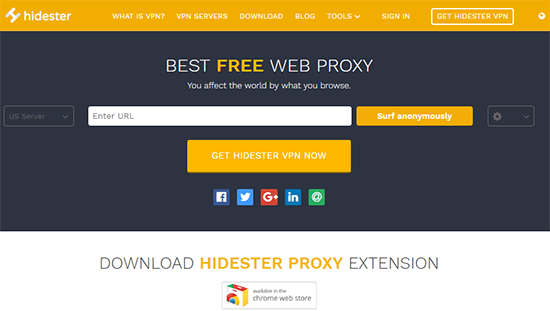 hidester
WHAT IS VPN? VPN SERVERS DOWNLOAD BLOG TOOLS SIGN IN GET HIDESTER VPN
BEST FREE WEB PROXY
You affect the world by what you browse.
US Server Enter URL Surf anonymously
GET HIDESTER VPN NOW
DOWNLOAD HIDESTER PROXY EXTENSION
available in the
chrome web store